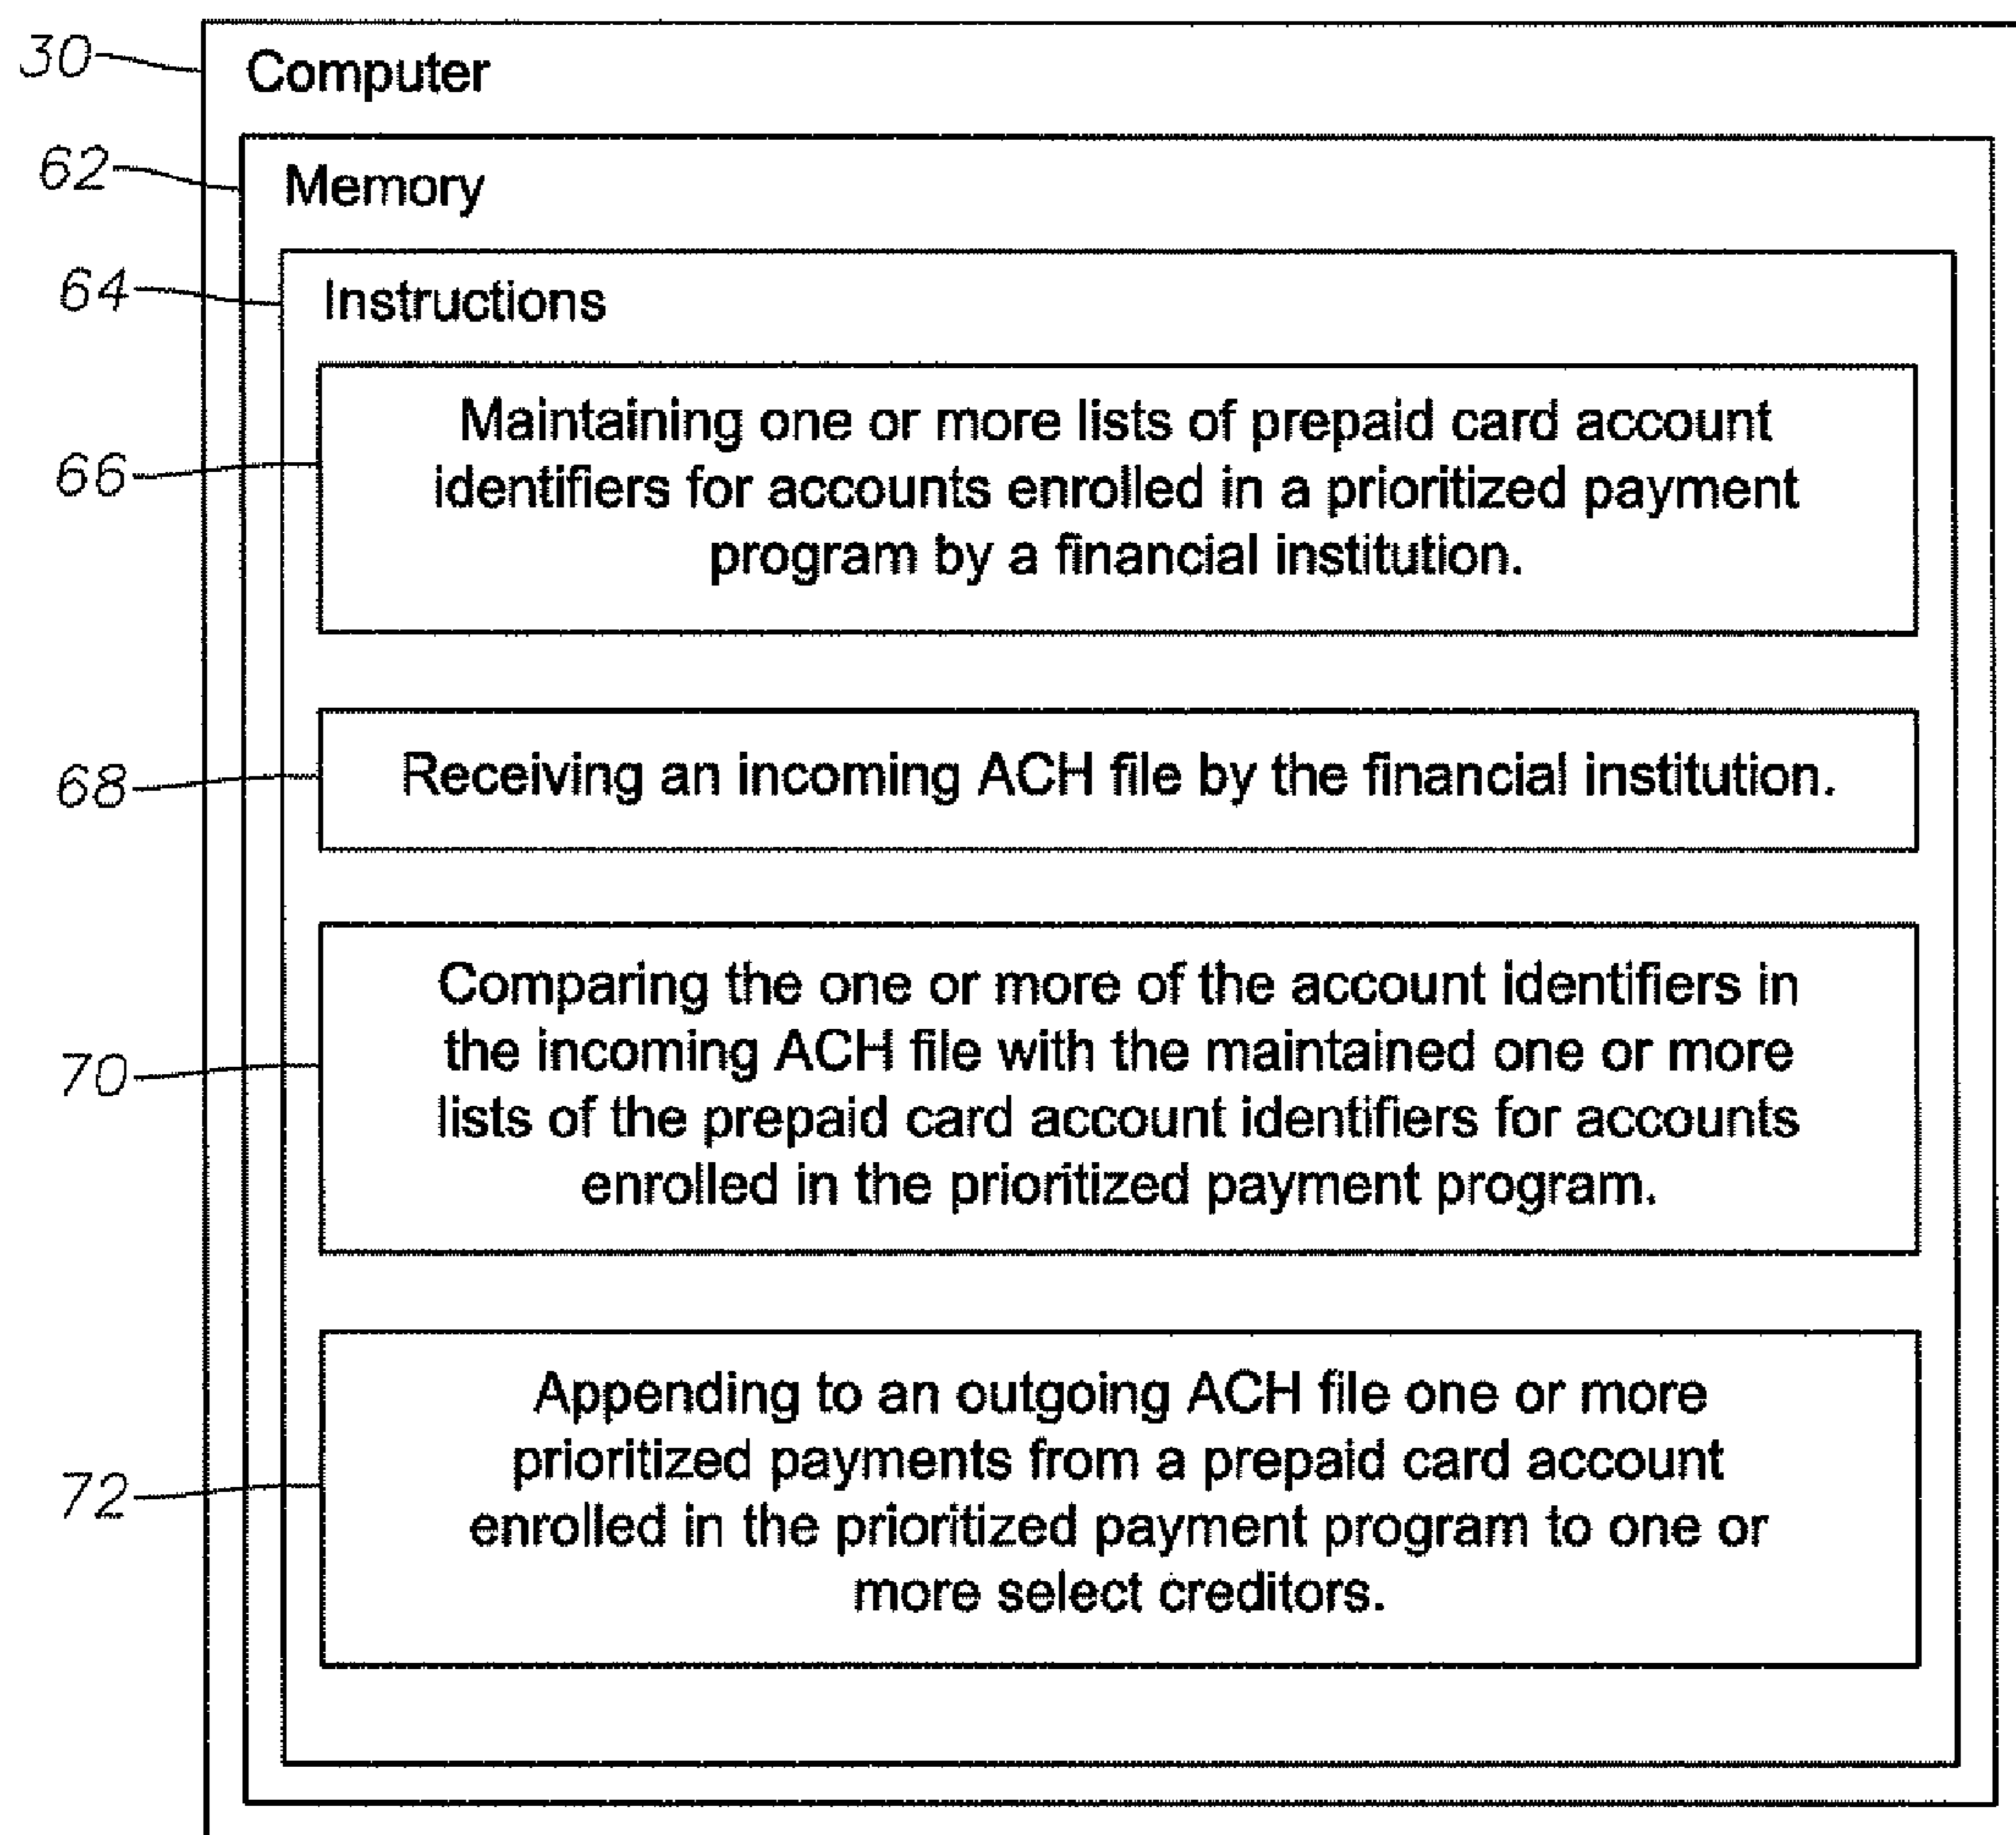 30
Computer
62
Memory
64
Instructions
66
Maintaining one or more lists of prepaid card account
identifiers for accounts enrolled in a prioritized payment
program by a financial institution.
68
Receiving an incoming ACH file by the financial institution.
70
Comparing the one or more of the account identifiers in
the incoming ACH file with the maintained one or more
lists of the prepaid card account identifiers for accounts
enrolled in the prioritized payment program.
72
Appending to an outgoing ACH file one or more
prioritized payments from a prepaid card account
enrolled in the prioritized payment program to one or
more select creditors.